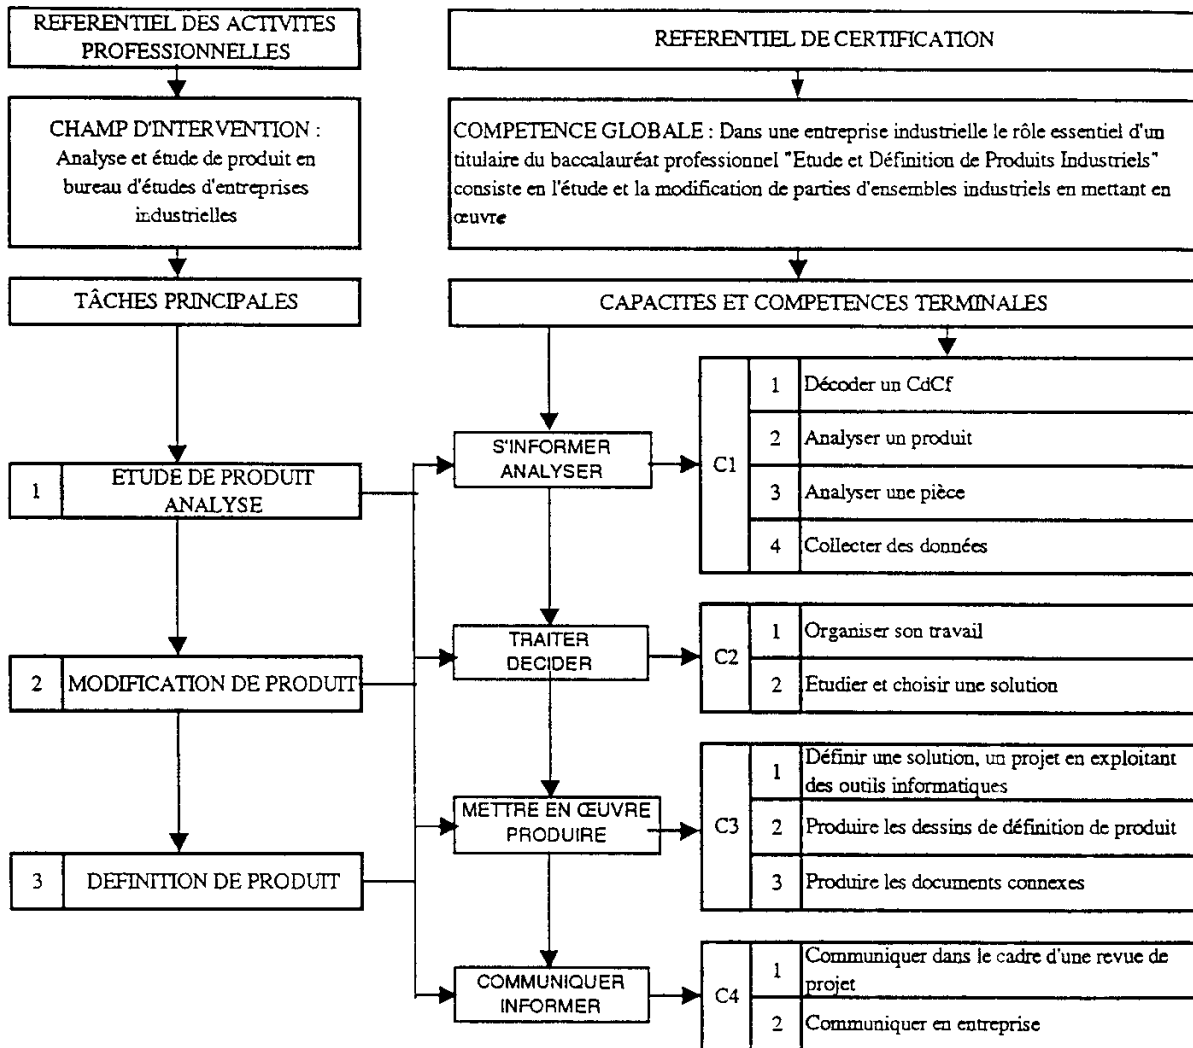 REFERENTIEL DES ACTIVITES
PROFESSIONNELLES
REFERENTIEL DE CERTIFICATION
CHAMP D'INTERVENTION :
Analyse et étude de produit en
bureau d'études d'entreprises
industrielles
COMPETENCE GLOBALE : Dans une entreprise industrielle le rôle essentiel d'un
titulaire du baccalauréat professionnel "Etude et Définition de Produits Industriels"
consiste en l'étude et la modification de parties d'ensembles industriels en mettant en
œuvre
TÂCHES PRINCIPALES
CAPACITES ET COMPETENCES TERMINALES
1 ETUDE DE PRODUIT
ANALYSE
2 MODIFICATION DE PRODUIT
3 DEFINITION DE PRODUIT
S'INFORMER
ANALYSER
C1
1 Décoder un CdCf
2 Analyser un produit
3 Analyser une pièce
4 Collecter des données
TRAITER
DECIDER
C2
1 Organiser son travail
2 Etudier et choisir une solution
METTRE EN ŒUVRE
PRODUIRE
C3
1 Définir une solution, un projet en exploitant
des outils informatiques
2 Produire les dessins de définition de produit
3 Produire les documents connexes
COMMUNIQUER
INFORMER
C4
1 Communiquer dans le cadre d'une revue de
projet
2 Communiquer en entreprise